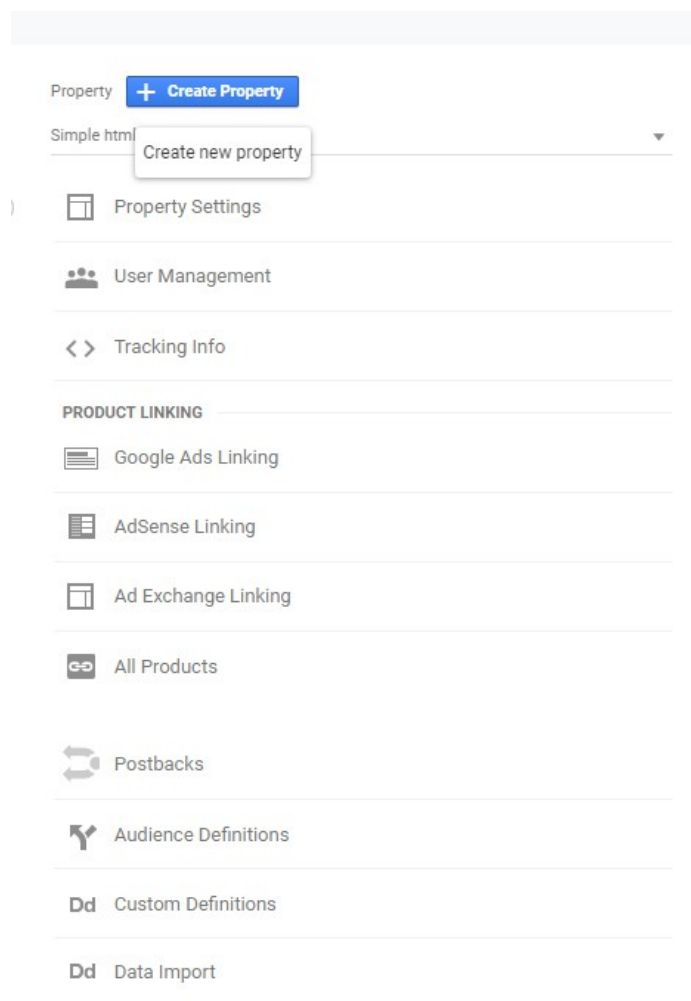 Property + Create Property
Simple html
Create new property
Property Settings
User Management
Tracking Info
PRODUCT LINKING
Google Ads Linking
AdSense Linking
Ad Exchange Linking
All Products
Postbacks
Audience Definitions
Dd Custom Definitions
Dd Data Import